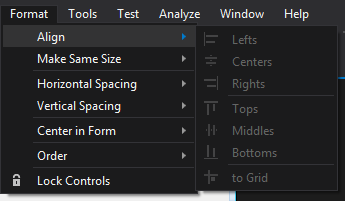 Format Tools Test Analyze Window Help
Align
Make Same Size
Horizontal Spacing
Vertical Spacing
Center in Form
Order
Lock Controls
Lefts
Centers
Rights
Tops
Middles
Bottoms
to Grid